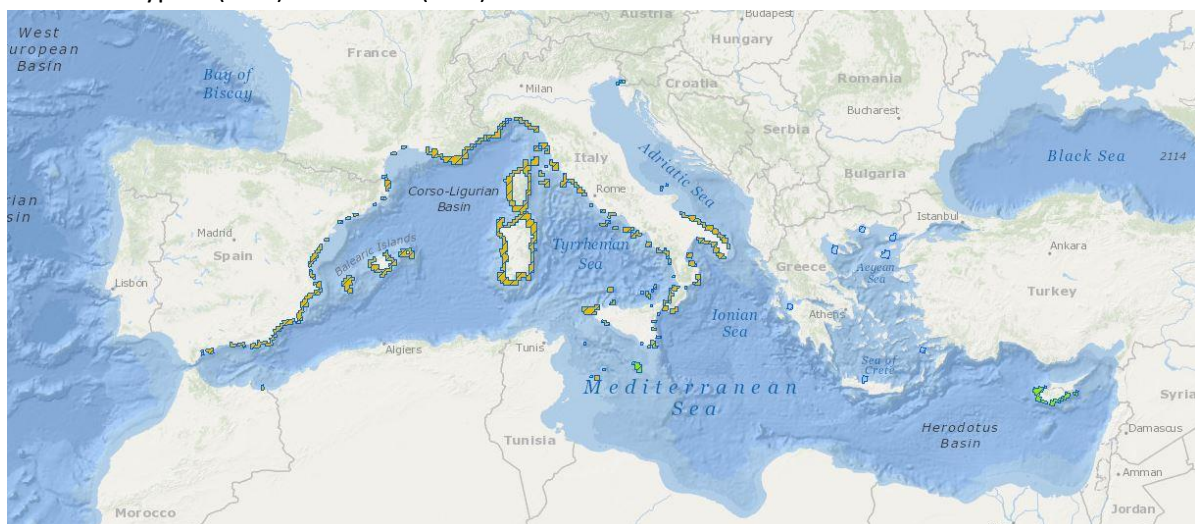 West
uropean
Basin
Austria
Budapest
Hungary
France
Bay of
Biscay
Milan
Croatia
Romania
Bucharest
Serbia
Black Sea
2114
Bulgaria
rian
sin
Corso-Ligurian
Basin
Italy
Rome
Adriatic Sea
Istanbul
Madrid
Spain
Balearic Islands
Tyrrhenian
Sea
Ankara
Turkey
Lisbon
Greece
Aegean
Sea
Athens
Ionian
Sea
Algiers
Tunis
Sea of
Crete
Mediterranean
Sea
Syria
Herodotus
Basin
Damascus
Tunisia
Amman
Morocco
Jordan